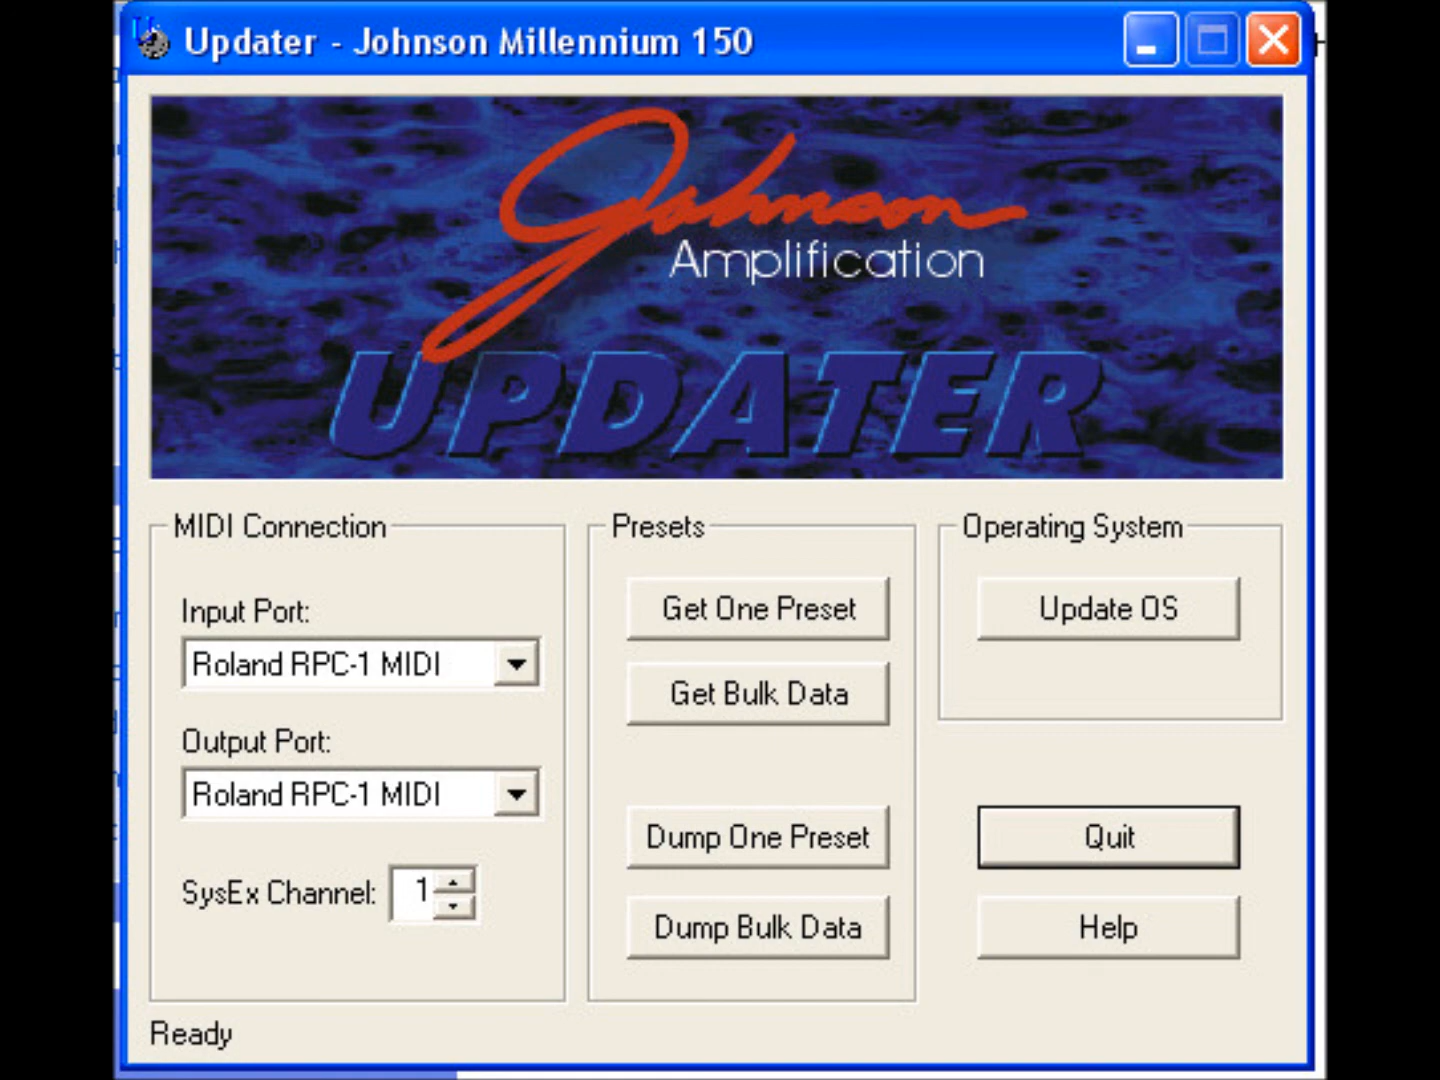 Updater - Johnson Millennium 150
Johnson
Amplification
UPDATER
MIDI Connection
Input Port:
Roland RPC-1 MIDI
Output Port:
Roland RPC-1 MIDI
SysEx Channel: 1
Presets
Get One Preset
Get Bulk Data
Dump One Preset
Dump Bulk Data
Operating System
Update OS
Quit
Help
Ready